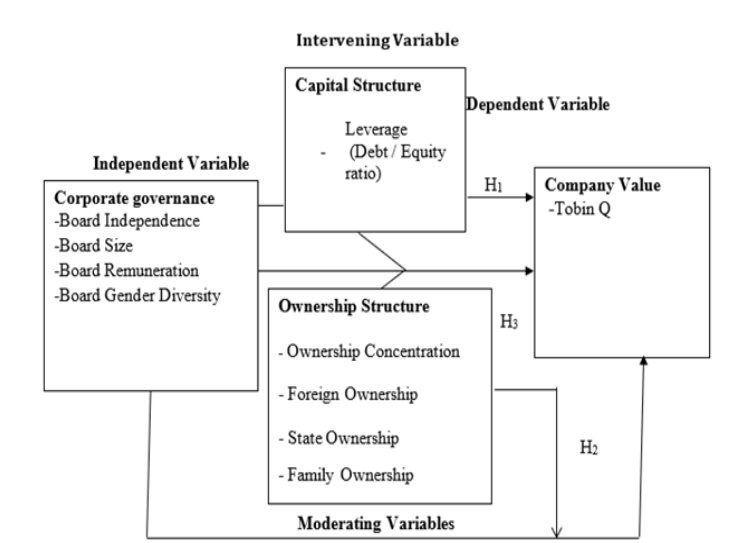 Intervening Variable
Capital Structure
Leverage
- (Debt / Equity
ratio)
Dependent Variable
Independent Variable
Corporate governance
-Board Independence
-Board Size
-Board Remuneration
-Board Gender Diversity
H1
Company Value
-Tobin Q
Ownership Structure
- Ownership Concentration
- Foreign Ownership
- State Ownership
- Family Ownership
H3
H2
Moderating Variables